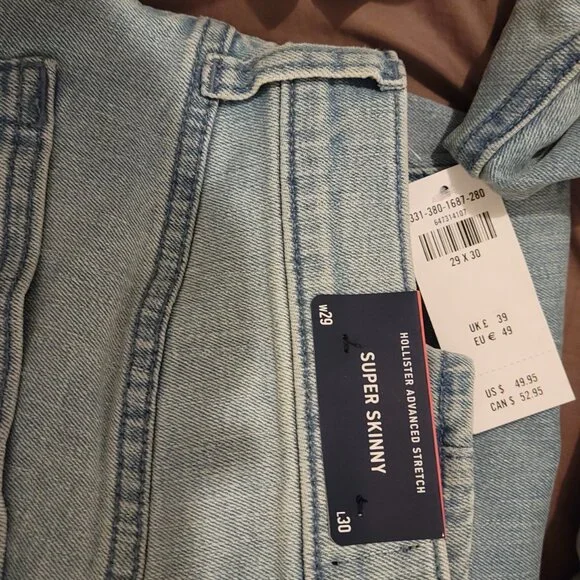 331-380-1687-280
647314107
29 X 30
UK £ 39
EU € 49
US $ 49.95
CAN $ 52.95
W29
HOLLISTER ADVANCED STRETCH
SUPER SKINNY
L30